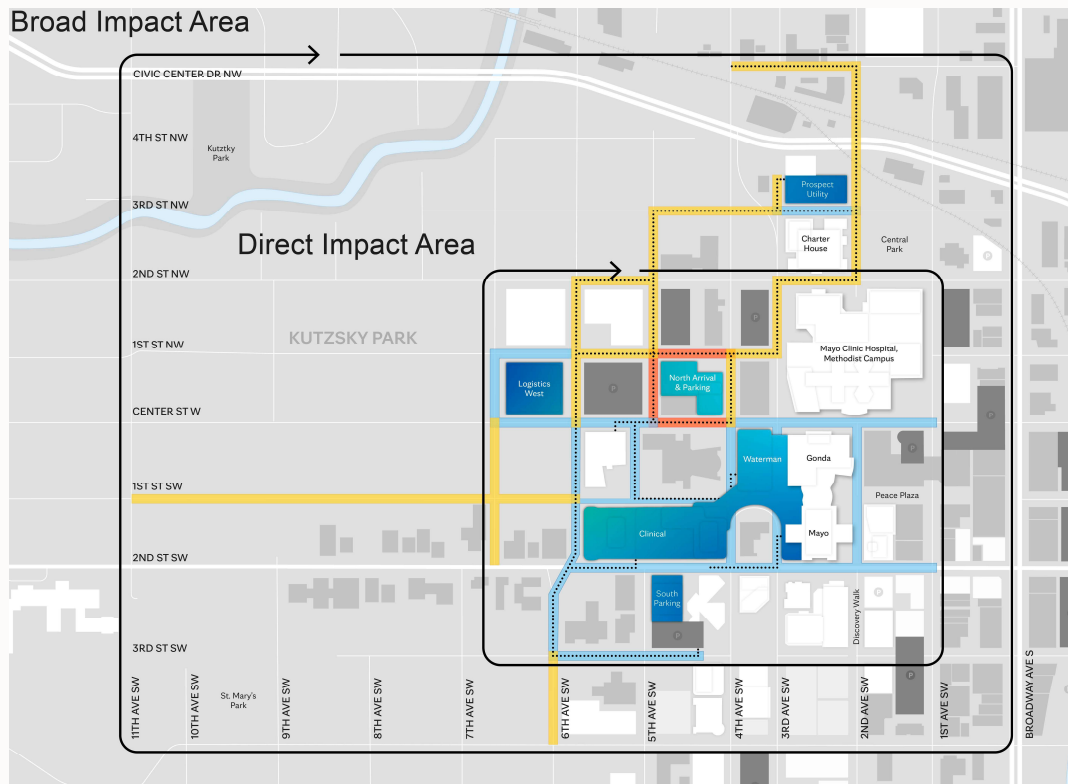 Broad Impact Area
CIVIC CENTER DR NW
4TH ST NW
Kutztky
Park
Prospect
Utility
3RD ST NW
Direct Impact Area
Charter
House
Central
Park
P
2ND ST NW
P
KUTZSKY PARK
1ST ST NW
Mayo Clinic Hospital,
Methodist Campus
Logistics
West
P
North Arrival
& Parking
CENTER ST W
P
Waterman
Gonda
1ST ST SW
Peace Plaza
Clinical
Mayo
2ND ST SW
South
Parking
P
Discovery Walk
P
3RD ST SW
St. Mary's
Park
P
11TH AVE SW
10TH AVE SW
9TH AVE SW
8TH AVE SW
7TH AVE SW
6TH AVE SW
5TH AVE SW
4TH AVE SW
3RD AVE SW
2ND AVE SW
1ST AVE SW
BROADWAY AVE S